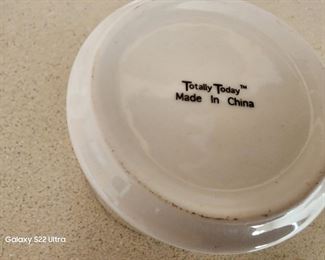 Totally Today™
Made In China
Galaxy S22 Ultra